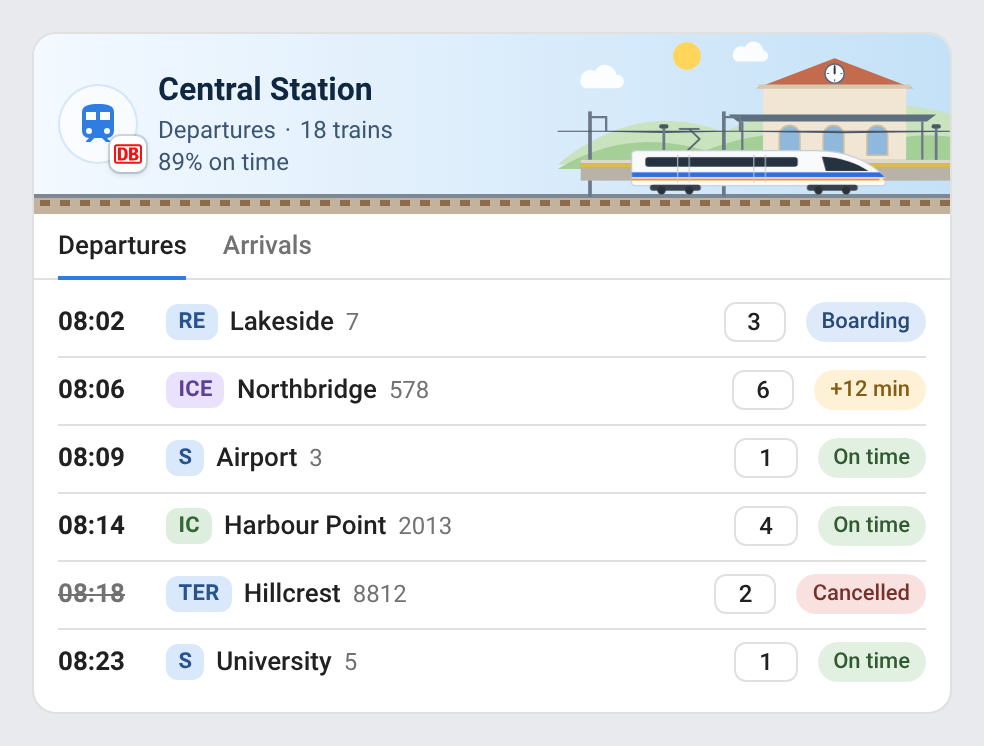 Central Station
Departures · 18 trains
89% on time
DB
Departures Arrivals
08:02 RE Lakeside 7 3 Boarding
08:06 ICE Northbridge 578 6 +12 min
08:09 S Airport 3 1 On time
08:14 IC Harbour Point 2013 4 On time
08:18 TER Hillcrest 8812 2 Cancelled
08:23 S University 5 1 On time